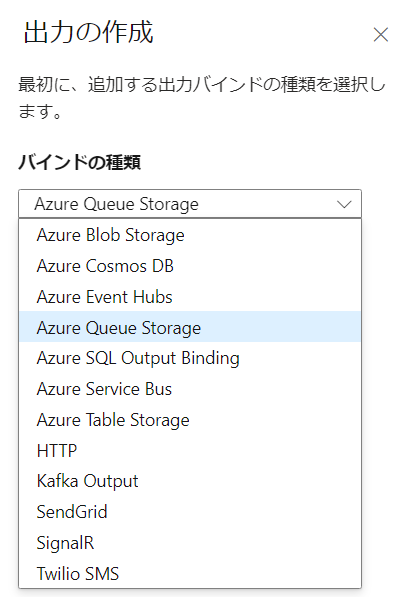 出力の作成
最初に、追加する出力バインドの種類を選択し
ます。
バインドの種類
Azure Queue Storage
Azure Blob Storage
Azure Cosmos DB
Azure Event Hubs
Azure Queue Storage
Azure SQL Output Binding
Azure Service Bus
Azure Table Storage
HTTP
Kafka Output
SendGrid
SignalR
Twilio SMS